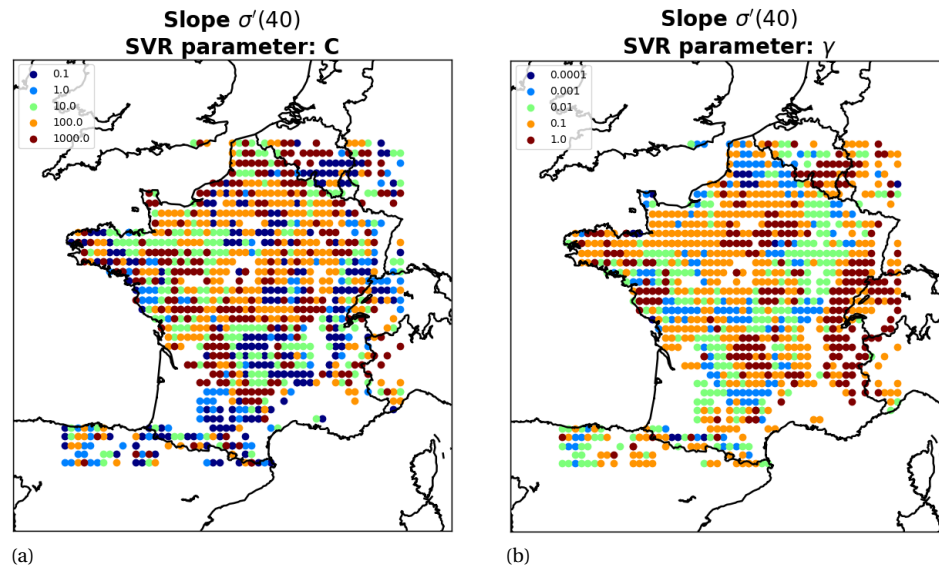 Slope σ′(40)
SVR parameter: C
0.1
1.0
10.0
100.0
1000.0
(a)
Slope σ′(40)
SVR parameter: γ
0.0001
0.001
0.01
0.1
1.0
(b)